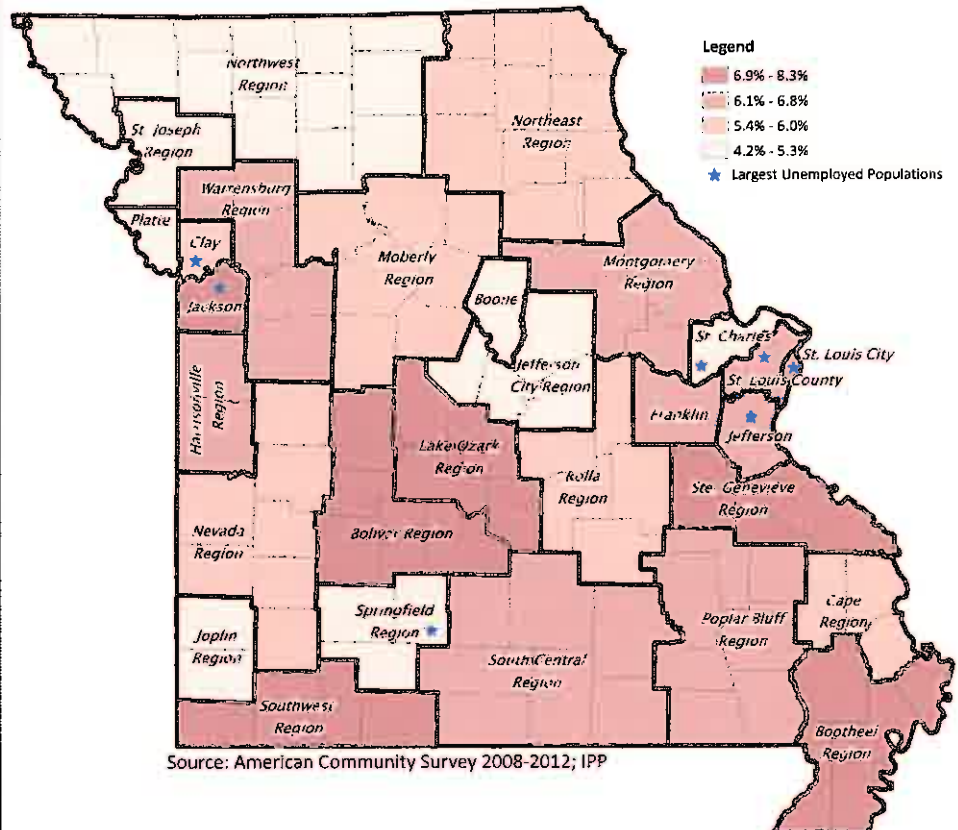 Legend
6.9% - 8.3%
6.1% - 6.8%
5.4% - 6.0%
4.2% - 5.3%
Largest Unemployed Populations
Northwest
Region
St. Joseph
Region
Northeast
Region
Warrensburg
Region
Platte
Clay
Moberly
Region
Montgomery
Region
Boone
Jackson
St Charles
St. Louis City
St. Louis County
Jefferson
City Region
Harrisonville
Region
Franklin
Jefferson
Lake Ozark
Region
Rolla
Region
Ste Genevieve
Region
Nevada
Region
Bolivar Region
Springfield
Region
Joplin
Region
Cape
Region
Poplar Bluff
Region
South Central
Region
Southwest
Region
Bootheel
Region
Source: American Community Survey 2008-2012; IPP